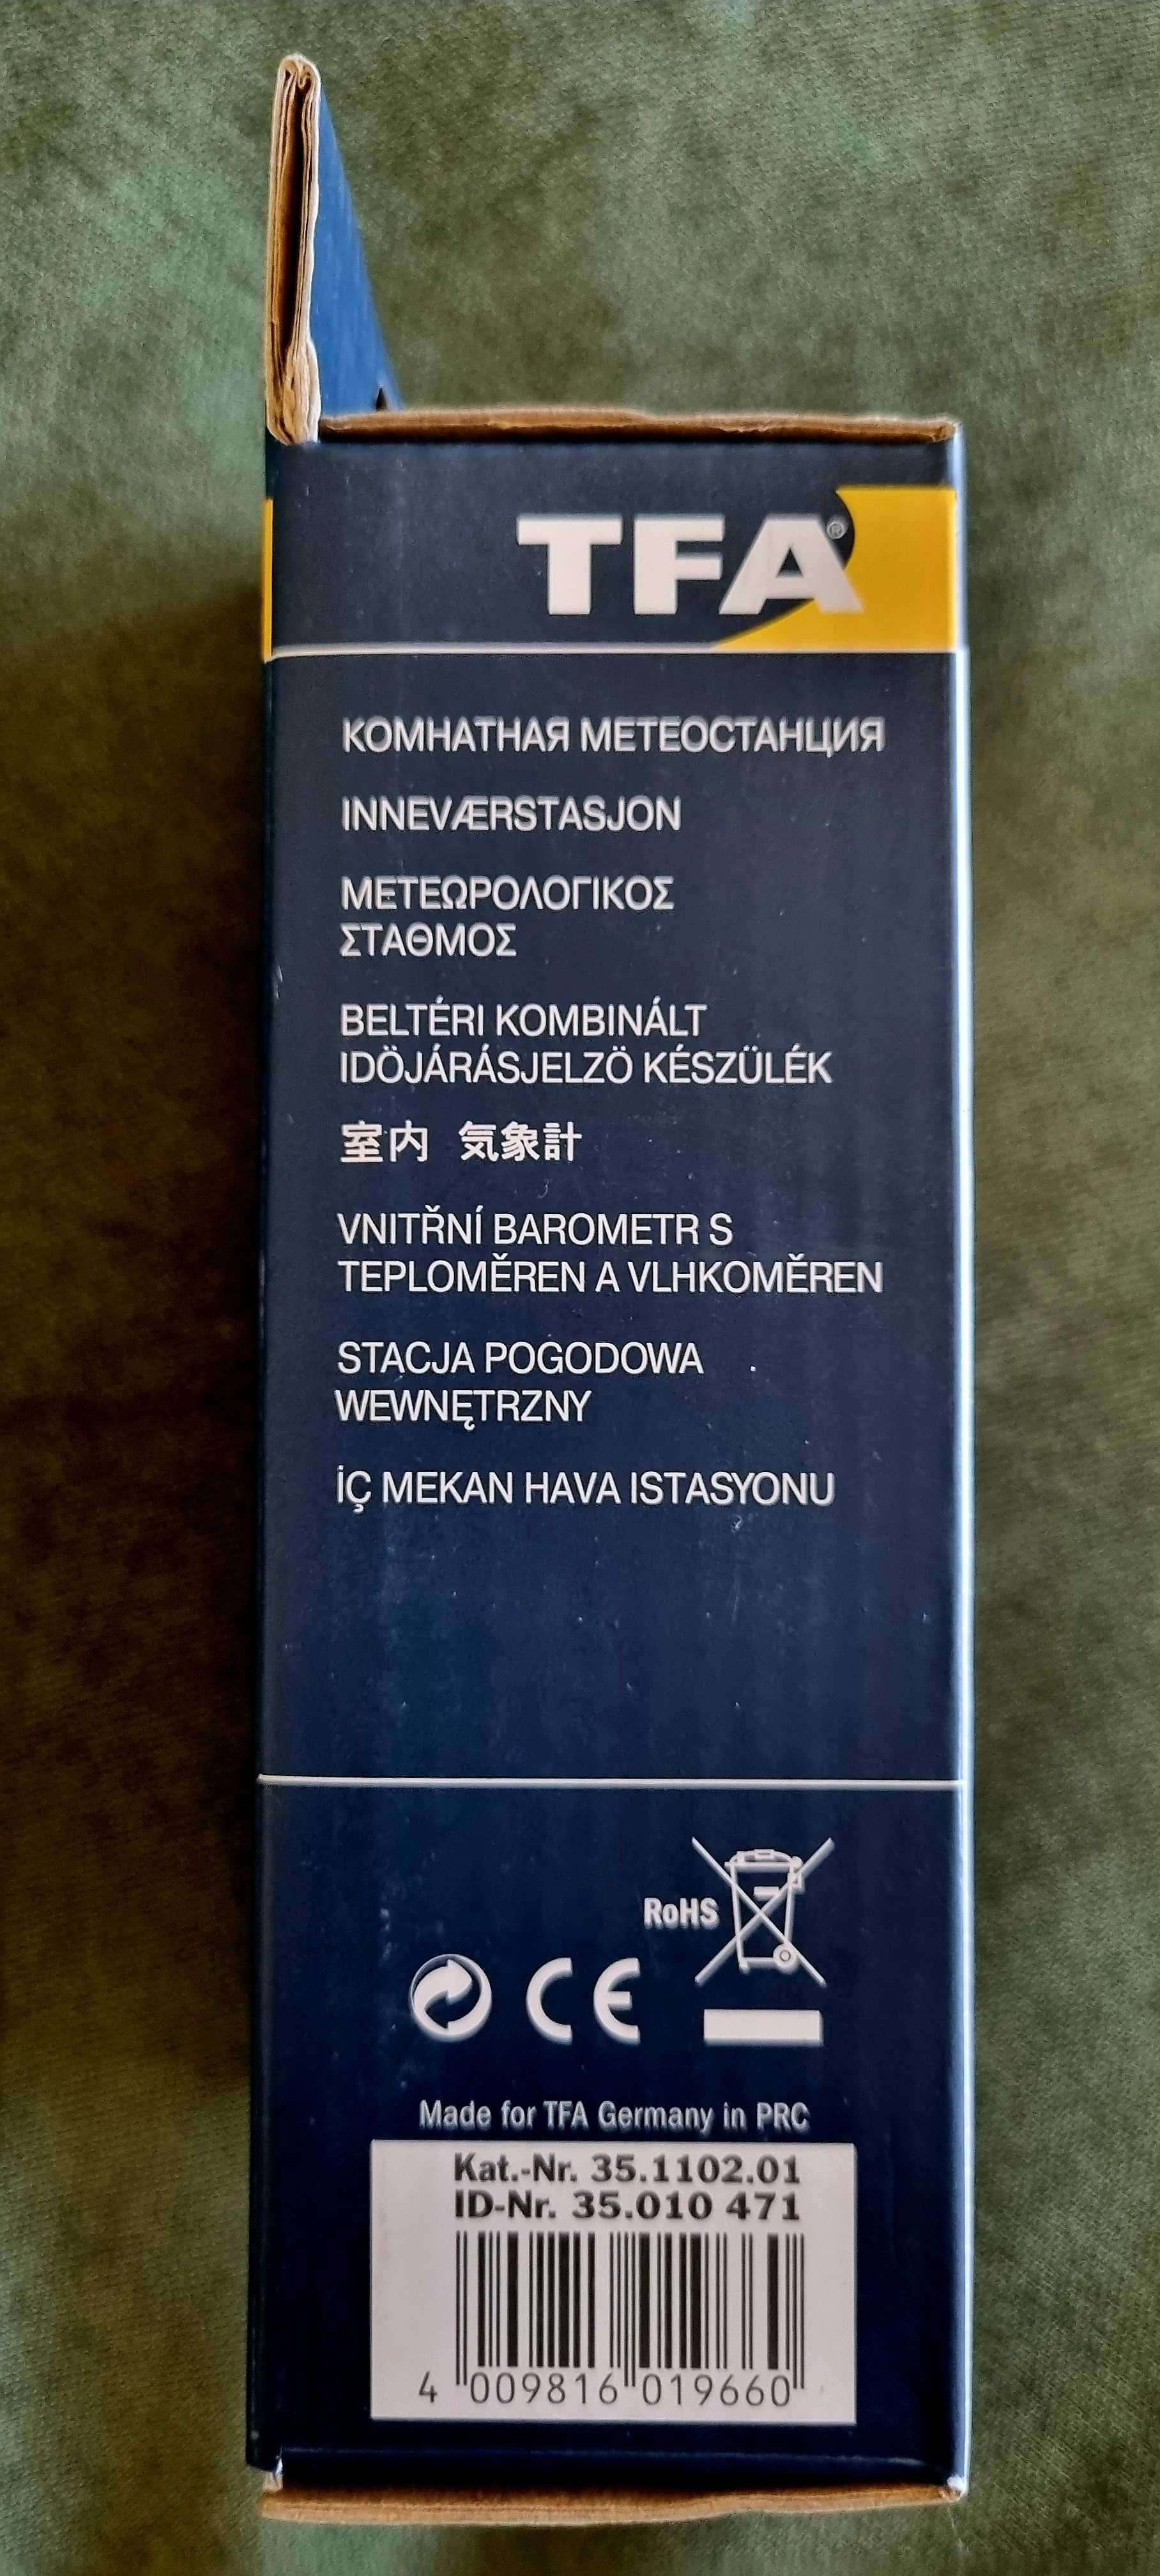 TFA®
КОМНАТНАЯ МЕТЕОСТАНЦИЯ
INNEVÆRSTASJON
ΜΕΤΕΩΡΟΛΟΓΙΚΟΣ
ΣΤΑΘΜΟΣ
BELTÉRI KOMBINÁLT
IDÖJÁRÁSJELZÖ KÉSZÜLÉK
室内 気象計
VNITŘNÍ BAROMETR S
TEPLOMĚREN A VLHKOMĚREN
STACJA POGODOWA
WEWNĘTRZNY
İÇ MEKAN HAVA ISTASYONU
RoHS
CE
Made for TFA Germany in PRC
Kat.-Nr. 35.1102.01
ID-Nr. 35.010 471
4 009816 019660